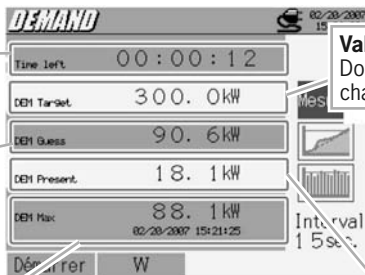 DEMAND
02/20/2007
15
Time left 00:00:12
Val
Do
cha
DEM Target 300.0kW
Mes
DEM Guess 90.6kW
DEM Present 18.1kW
DEM Max 88.1kW
02/20/2007 15:21:25
Interval
15sec.
Démarrer W